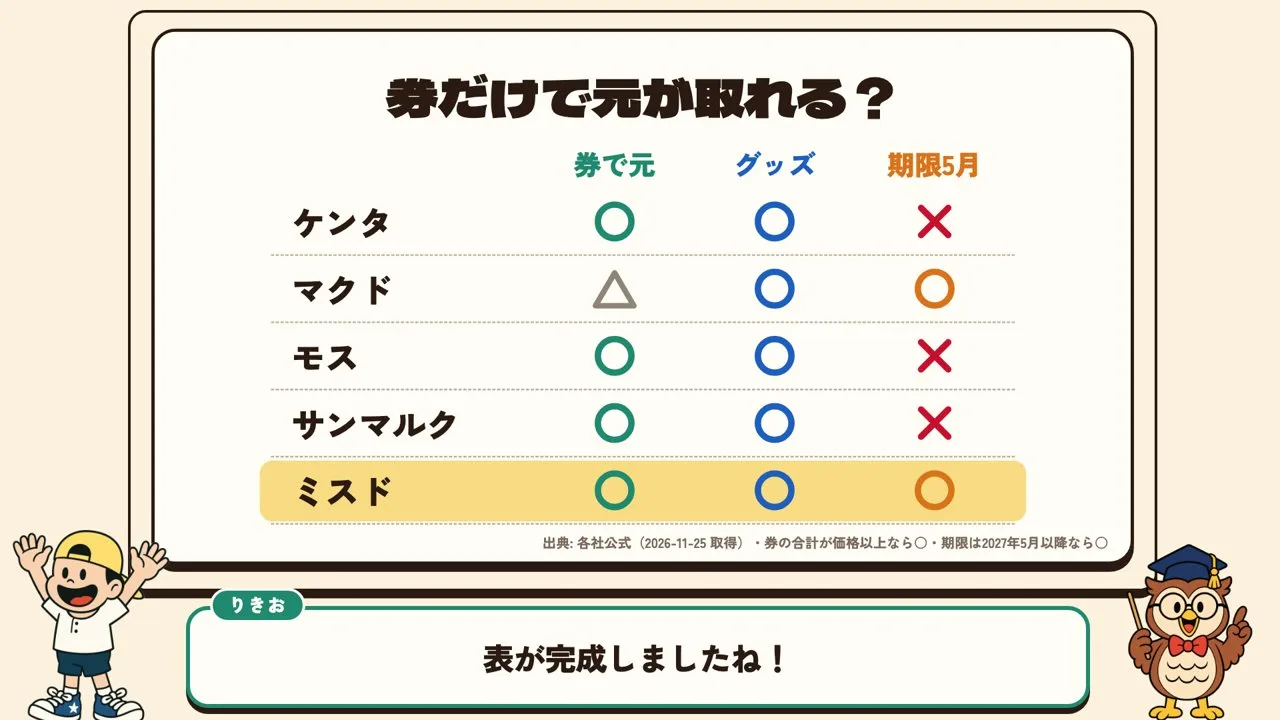 券だけで元が取れる？
券で元 グッズ 期限5月
ケンタ ○ ○ ×
マクド △ ○ ○
モス ○ ○ ×
サンマルク ○ ○ ×
ミスド ○ ○ ○
出典: 各社公式（2026-11-25 取得）・券の合計が価格以上なら○・期限は2027年5月以降なら○
りきお
表が完成しましたね！